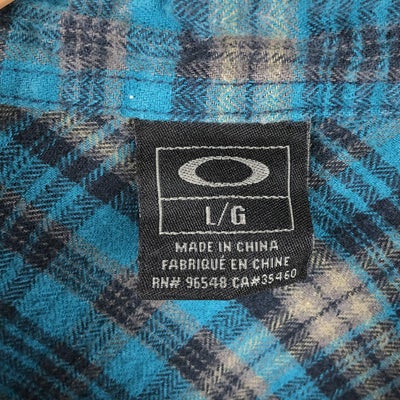 L/G
MADE IN CHINA
FABRIQUÉ EN CHINE
RN# 96548 CA#35460